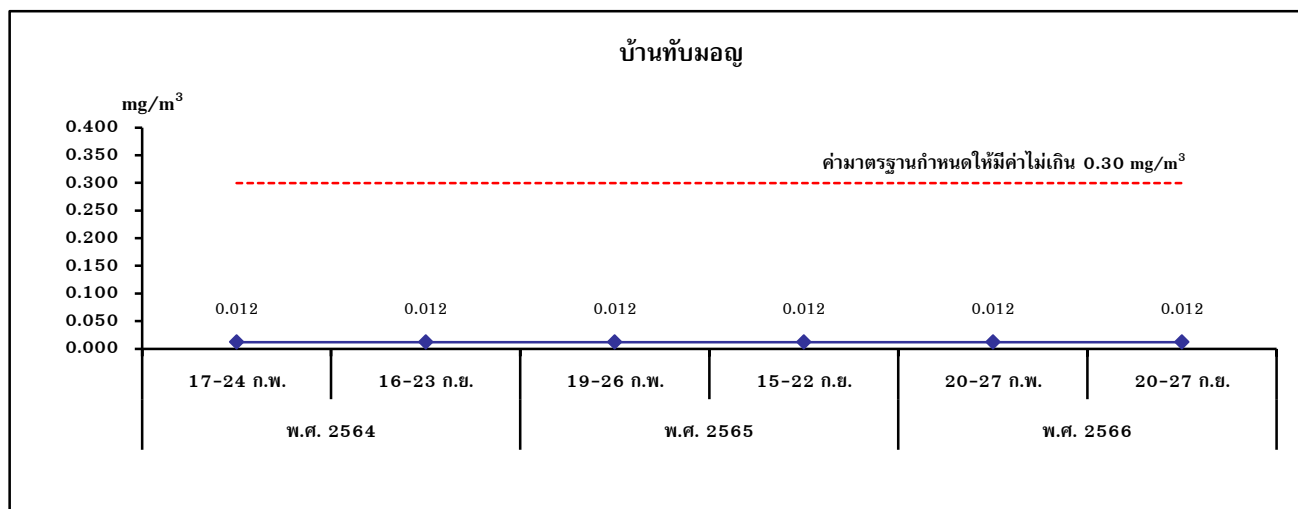 บ้านทับมอญ
mg/m³
0.400
0.350
ค่ามาตรฐานกำหนดให้มีค่าไม่เกิน 0.30 mg/m³
0.300
0.250
0.200
0.150
0.100
0.050
0.000
0.012 0.012 0.012 0.012 0.012 0.012
17-24 ก.พ. 16-23 ก.ย. 19-26 ก.พ. 15-22 ก.ย. 20-27 ก.พ. 20-27 ก.ย.
พ.ศ. 2564 พ.ศ. 2565 พ.ศ. 2566